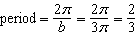 period = 2π/b = 2π/3π = 2/3